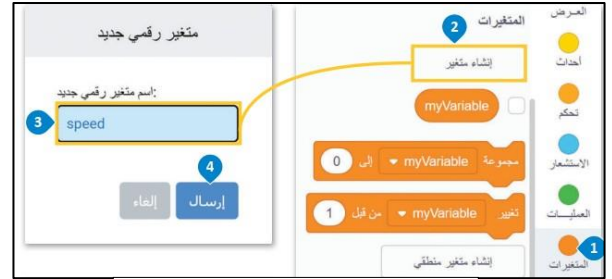 العرض
أحداث
تحكم
الاستشعار
العمليات
1
المتغيرات
المتغيرات
2
إنشاء متغير
myVariable
مجموعة myVariable إلى 0
تغيير myVariable من قبل 1
إنشاء متغير منطقي
متغير رقمي جديد
اسم متغير رقمي جديد:
3
speed
4
إرسال
إلغاء